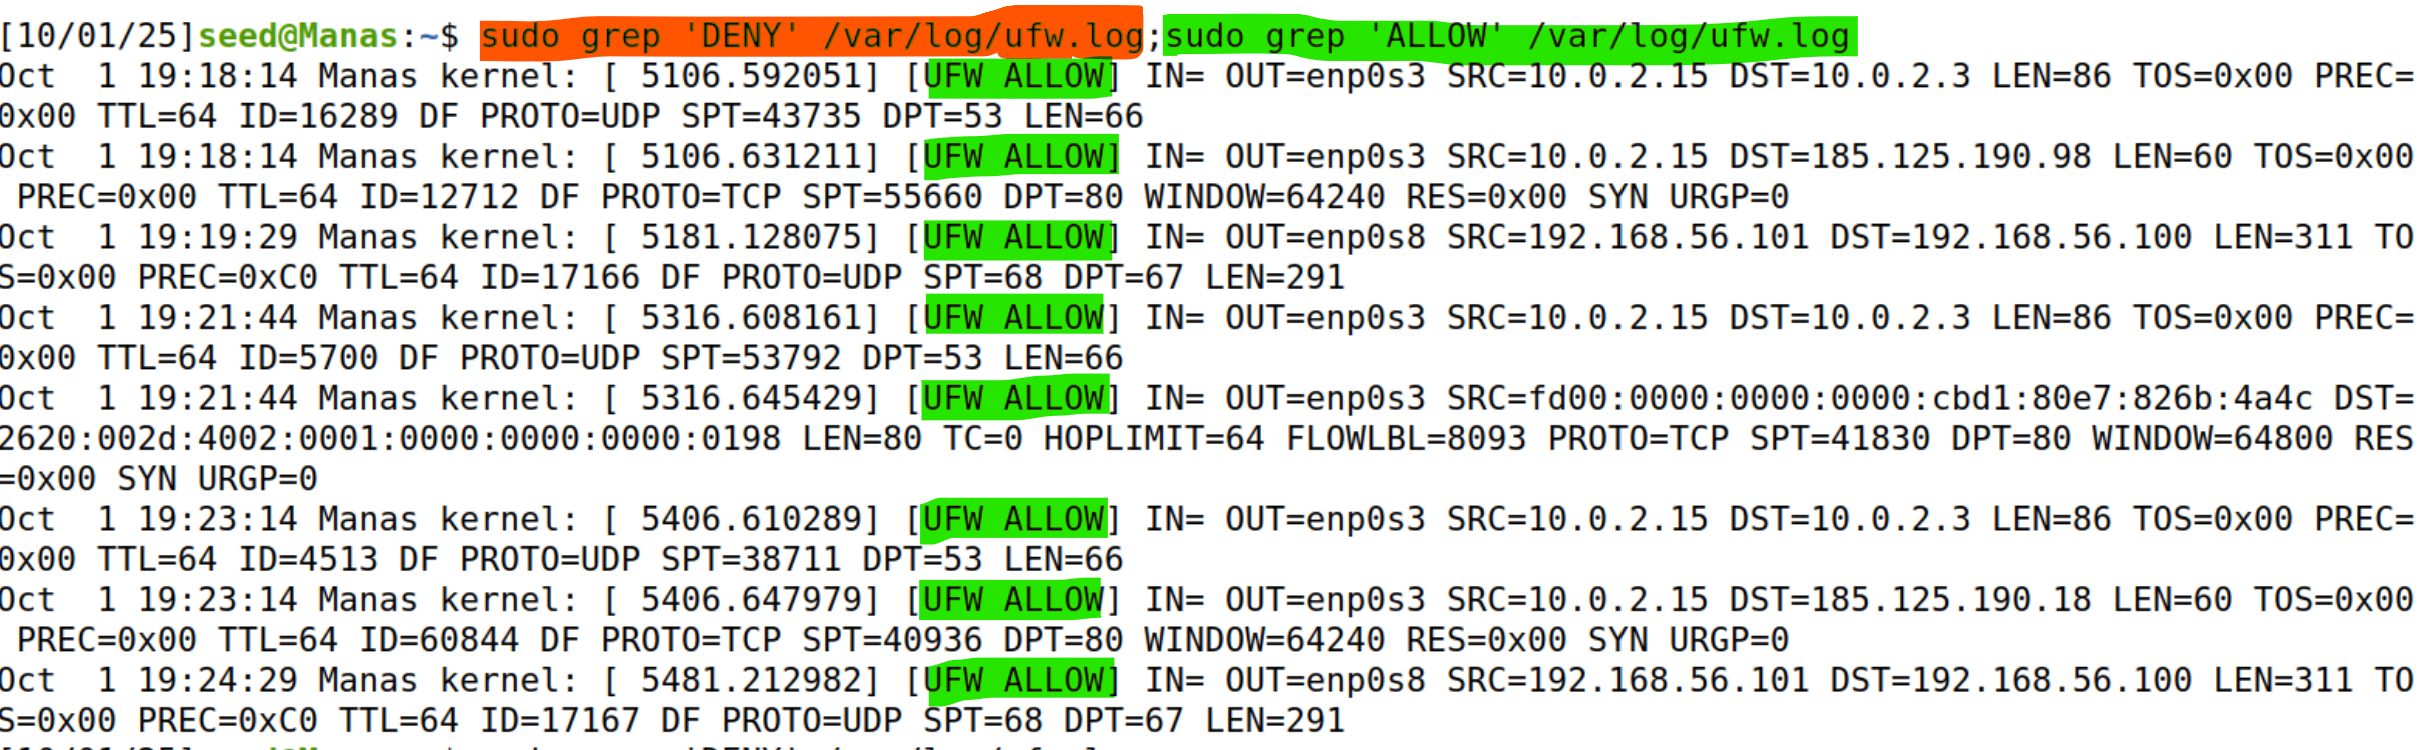 [10/01/25]seed@Manas:~$ sudo grep 'DENY' /var/log/ufw.log;sudo grep 'ALLOW' /var/log/ufw.log
Oct  1 19:18:14 Manas kernel: [ 5106.592051] [UFW ALLOW] IN= OUT=enp0s3 SRC=10.0.2.15 DST=10.0.2.3 LEN=86 TOS=0x00 PREC=
0x00 TTL=64 ID=16289 DF PROTO=UDP SPT=43735 DPT=53 LEN=66
Oct  1 19:18:14 Manas kernel: [ 5106.631211] [UFW ALLOW] IN= OUT=enp0s3 SRC=10.0.2.15 DST=185.125.190.98 LEN=60 TOS=0x00
 PREC=0x00 TTL=64 ID=12712 DF PROTO=TCP SPT=55660 DPT=80 WINDOW=64240 RES=0x00 SYN URGP=0
Oct  1 19:19:29 Manas kernel: [ 5181.128075] [UFW ALLOW] IN= OUT=enp0s8 SRC=192.168.56.101 DST=192.168.56.100 LEN=311 TO
S=0x00 PREC=0xC0 TTL=64 ID=17166 DF PROTO=UDP SPT=68 DPT=67 LEN=291
Oct  1 19:21:44 Manas kernel: [ 5316.608161] [UFW ALLOW] IN= OUT=enp0s3 SRC=10.0.2.15 DST=10.0.2.3 LEN=86 TOS=0x00 PREC=
0x00 TTL=64 ID=5700 DF PROTO=UDP SPT=53792 DPT=53 LEN=66
Oct  1 19:21:44 Manas kernel: [ 5316.645429] [UFW ALLOW] IN= OUT=enp0s3 SRC=fd00:0000:0000:0000:cbd1:80e7:826b:4a4c DST=
2620:002d:4002:0001:0000:0000:0000:0198 LEN=80 TC=0 HOPLIMIT=64 FLOWLBL=8093 PROTO=TCP SPT=41830 DPT=80 WINDOW=64800 RES
=0x00 SYN URGP=0
Oct  1 19:23:14 Manas kernel: [ 5406.610289] [UFW ALLOW] IN= OUT=enp0s3 SRC=10.0.2.15 DST=10.0.2.3 LEN=86 TOS=0x00 PREC=
0x00 TTL=64 ID=4513 DF PROTO=UDP SPT=38711 DPT=53 LEN=66
Oct  1 19:23:14 Manas kernel: [ 5406.647979] [UFW ALLOW] IN= OUT=enp0s3 SRC=10.0.2.15 DST=185.125.190.18 LEN=60 TOS=0x00
 PREC=0x00 TTL=64 ID=60844 DF PROTO=TCP SPT=40936 DPT=80 WINDOW=64240 RES=0x00 SYN URGP=0
Oct  1 19:24:29 Manas kernel: [ 5481.212982] [UFW ALLOW] IN= OUT=enp0s8 SRC=192.168.56.101 DST=192.168.56.100 LEN=311 TO
S=0x00 PREC=0xC0 TTL=64 ID=17167 DF PROTO=UDP SPT=68 DPT=67 LEN=291